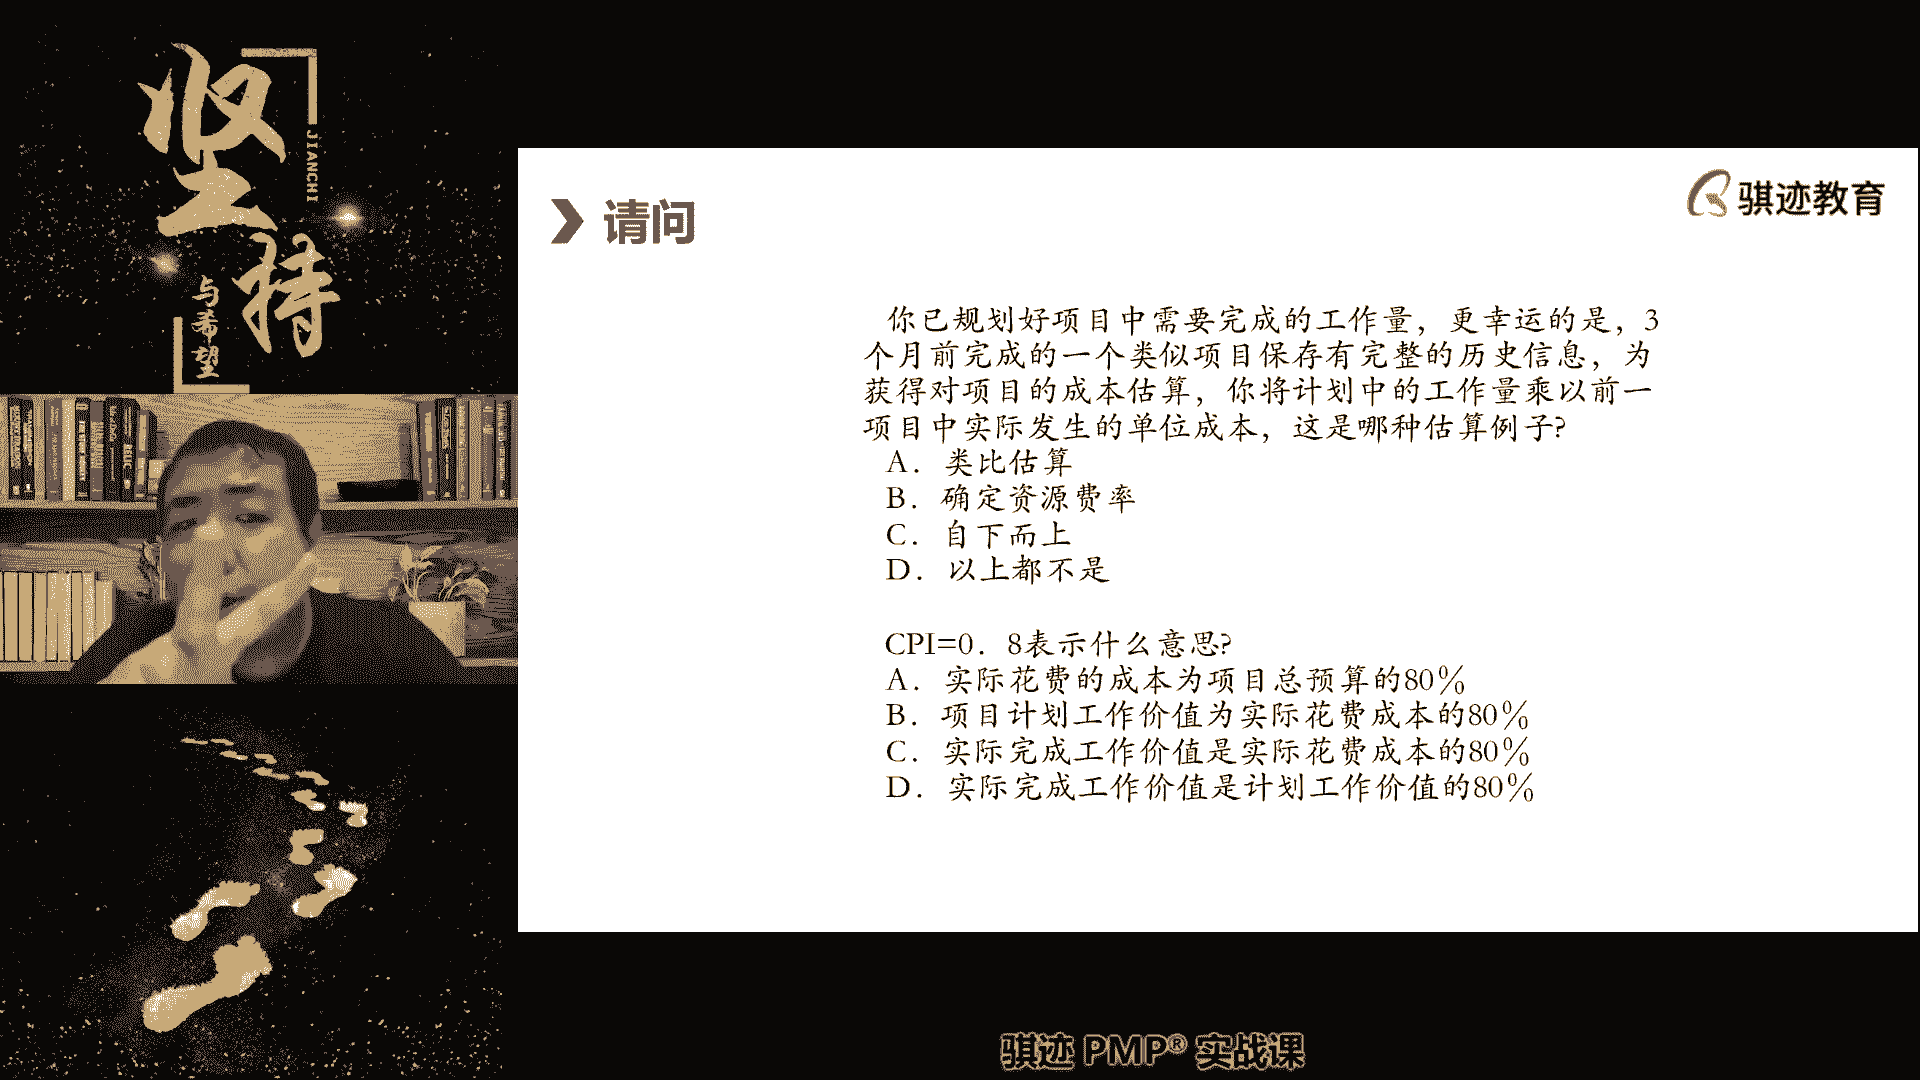 坚持
JIANCHI
与希望
请问
骐迹教育
你已规划好项目中需要完成的工作量，更幸运的是，3
个月前完成的一个类似项目保存有完整的历史信息，为
获得对项目的成本估算，你将计划中的工作量乘以前一
项目中实际发生的单位成本，这是哪种估算例子?
A．类比估算
B．确定资源费率
C．自下而上
D．以上都不是
CPI=0．8表示什么意思?
A．实际花费的成本为项目总预算的80％
B．项目计划工作价值为实际花费成本的80％
C．实际完成工作价值是实际花费成本的80％
D．实际完成工作价值是计划工作价值的80％
骐迹 PMP® 实战课